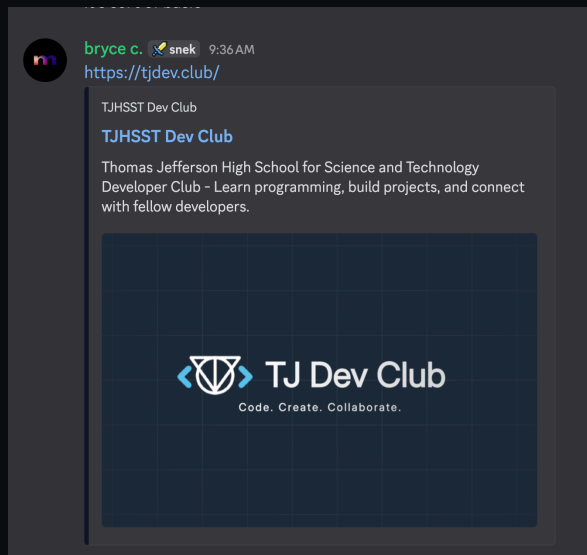 bryce c. snek 9:36 AM
https://tjdev.club/
TJHSST Dev Club
TJHSST Dev Club
Thomas Jefferson High School for Science and Technology
Developer Club - Learn programming, build projects, and connect
with fellow developers.
TJ Dev Club
Code. Create. Collaborate.